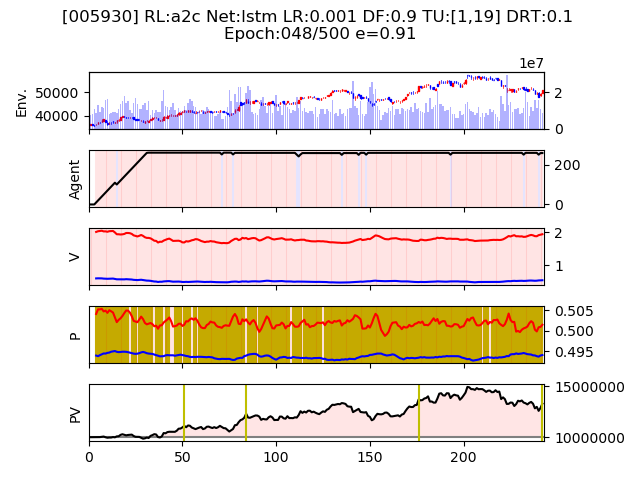 [005930] RL:a2c Net:lstm LR:0.001 DF:0.9 TU:[1,19] DRT:0.1
Epoch:048/500 e=0.91
1e7
Env.
50000
40000
2
0
Agent
200
0
V
2
1
P
0.505
0.500
0.495
PV
15000000
10000000
0 50 100 150 200